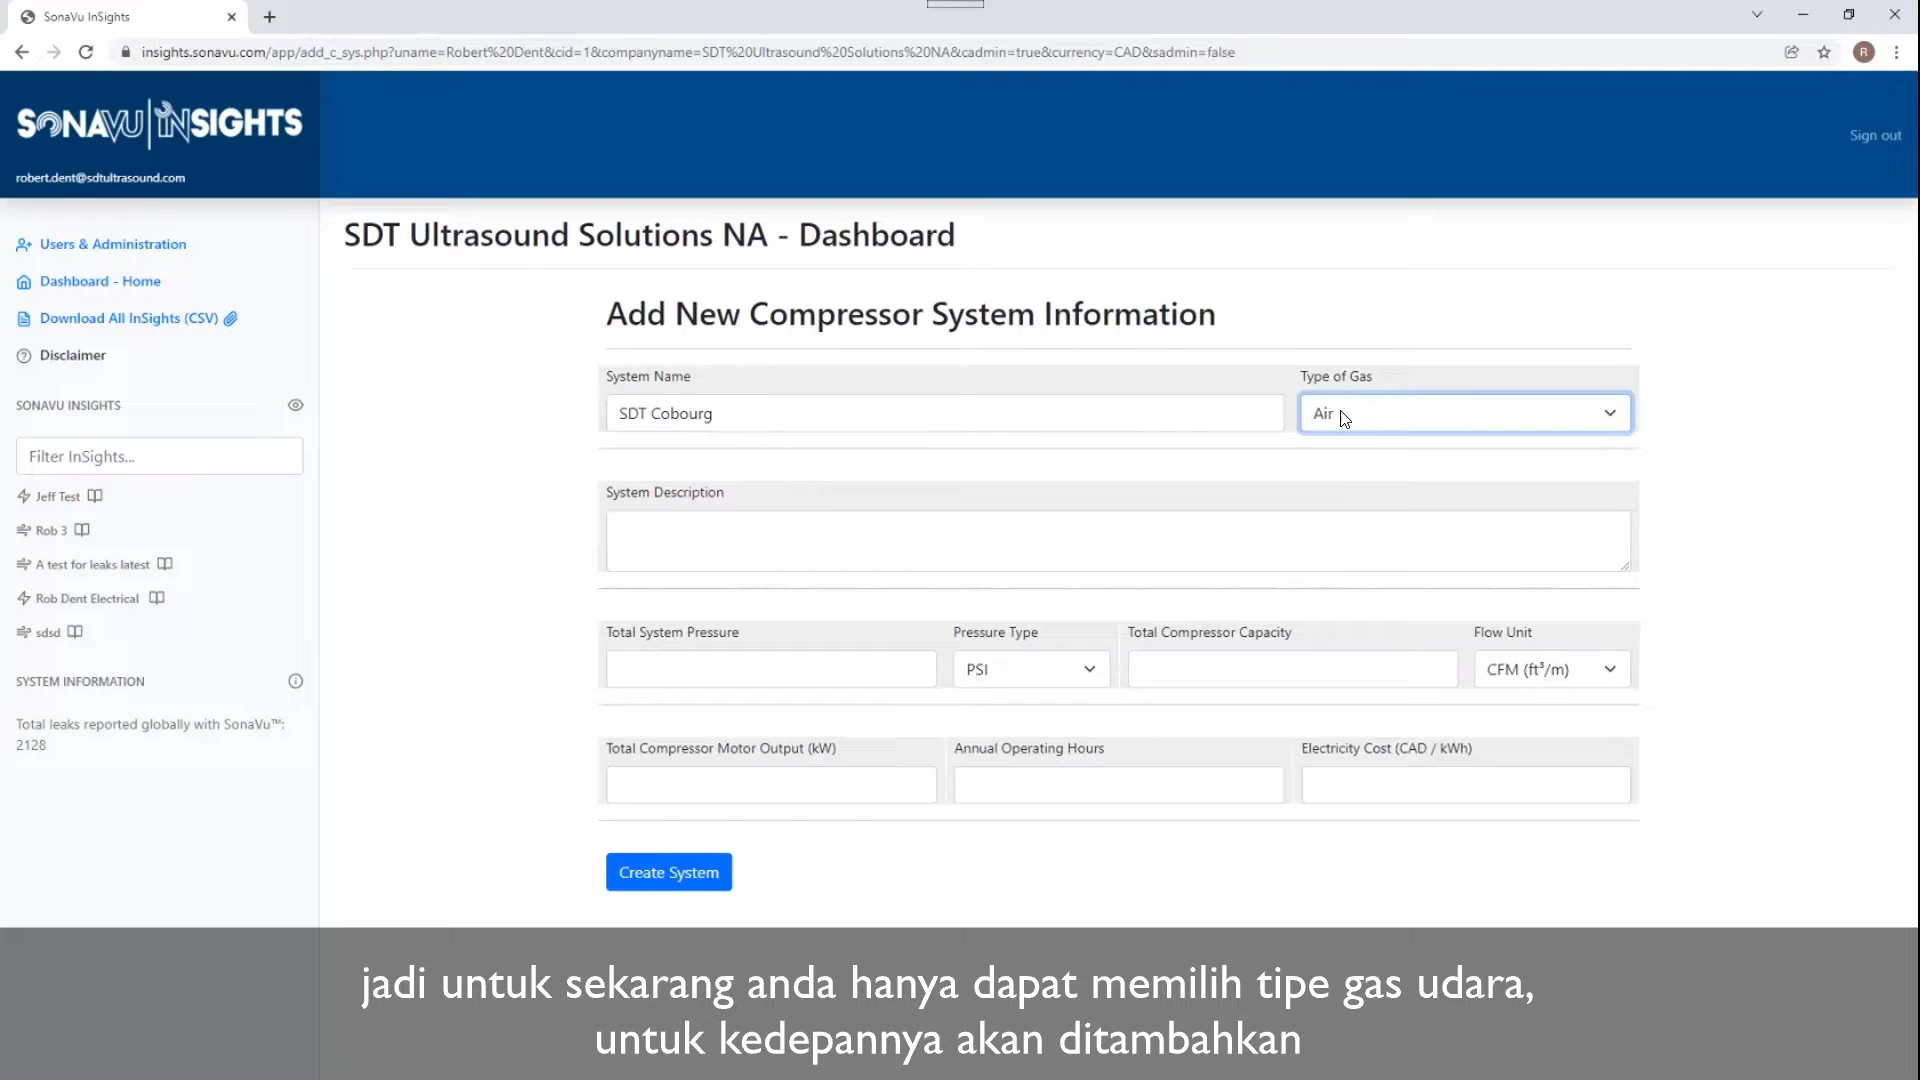 SonaVu InSights
insights.sonavu.com/app/add_c_sys.php?uname=Robert%20Dent&cid=1&companyname=SDT%20Ultrasound%20Solutions%20NA&cadmin=true&currency=CAD&sadmin=false
R
SONAVU|INSIGHTS
Sign out
robert.dent@sdtultrasound.com
Users & Administration
Dashboard - Home
Download All InSights (CSV)
Disclaimer
SONAVU INSIGHTS
Filter InSights...
Jeff Test
Rob 3
A test for leaks latest
Rob Dent Electrical
sdsd
SYSTEM INFORMATION
Total leaks reported globally with SonaVu™:
2128
SDT Ultrasound Solutions NA - Dashboard
Add New Compressor System Information
System Name Type of Gas
SDT Cobourg Air
System Description
Total System Pressure Pressure Type Total Compressor Capacity Flow Unit
PSI CFM (ft³/m)
Total Compressor Motor Output (kW) Annual Operating Hours Electricity Cost (CAD / kWh)
Create System
jadi untuk sekarang anda hanya dapat memilih tipe gas udara,
untuk kedepannya akan ditambahkan